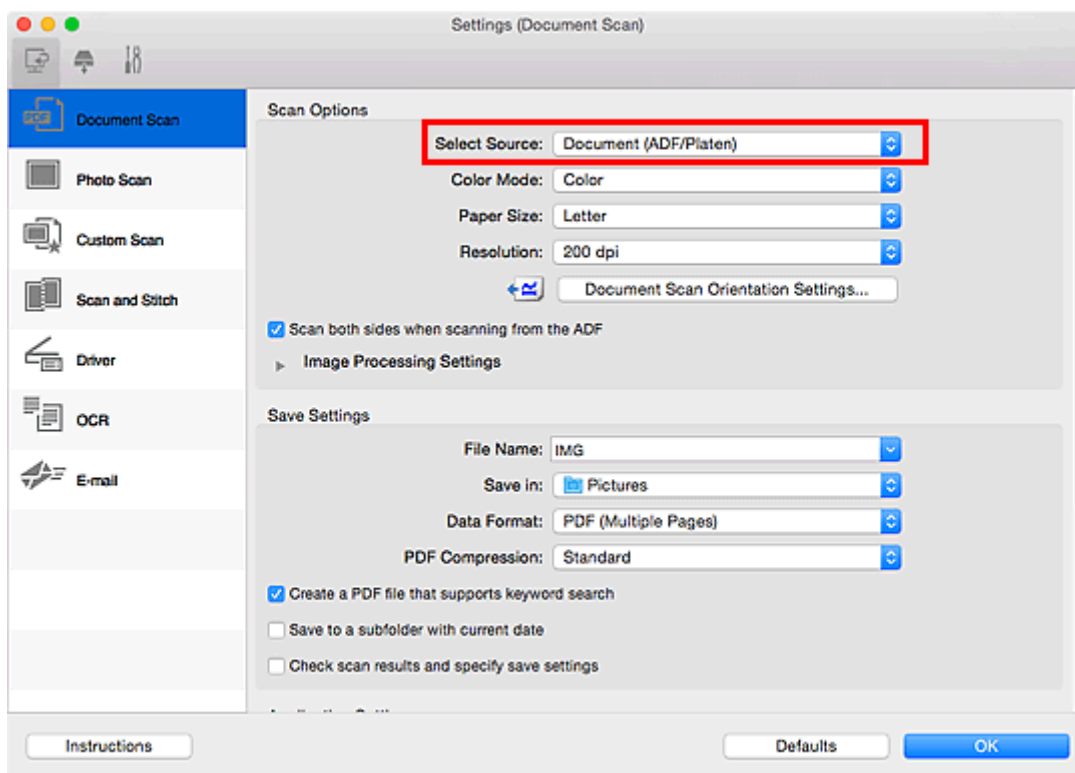 Settings (Document Scan)
PDF
Document Scan
Photo Scan
Custom Scan
Scan and Stitch
Driver
OCR
E-mail
Scan Options
Select Source: Document (ADF/Platen)
Color Mode: Color
Paper Size: Letter
Resolution: 200 dpi
Document Scan Orientation Settings...
Scan both sides when scanning from the ADF
Image Processing Settings
Save Settings
File Name: IMG
Save in: Pictures
Data Format: PDF (Multiple Pages)
PDF Compression: Standard
Create a PDF file that supports keyword search
Save to a subfolder with current date
Check scan results and specify save settings
Instructions
Defaults
OK